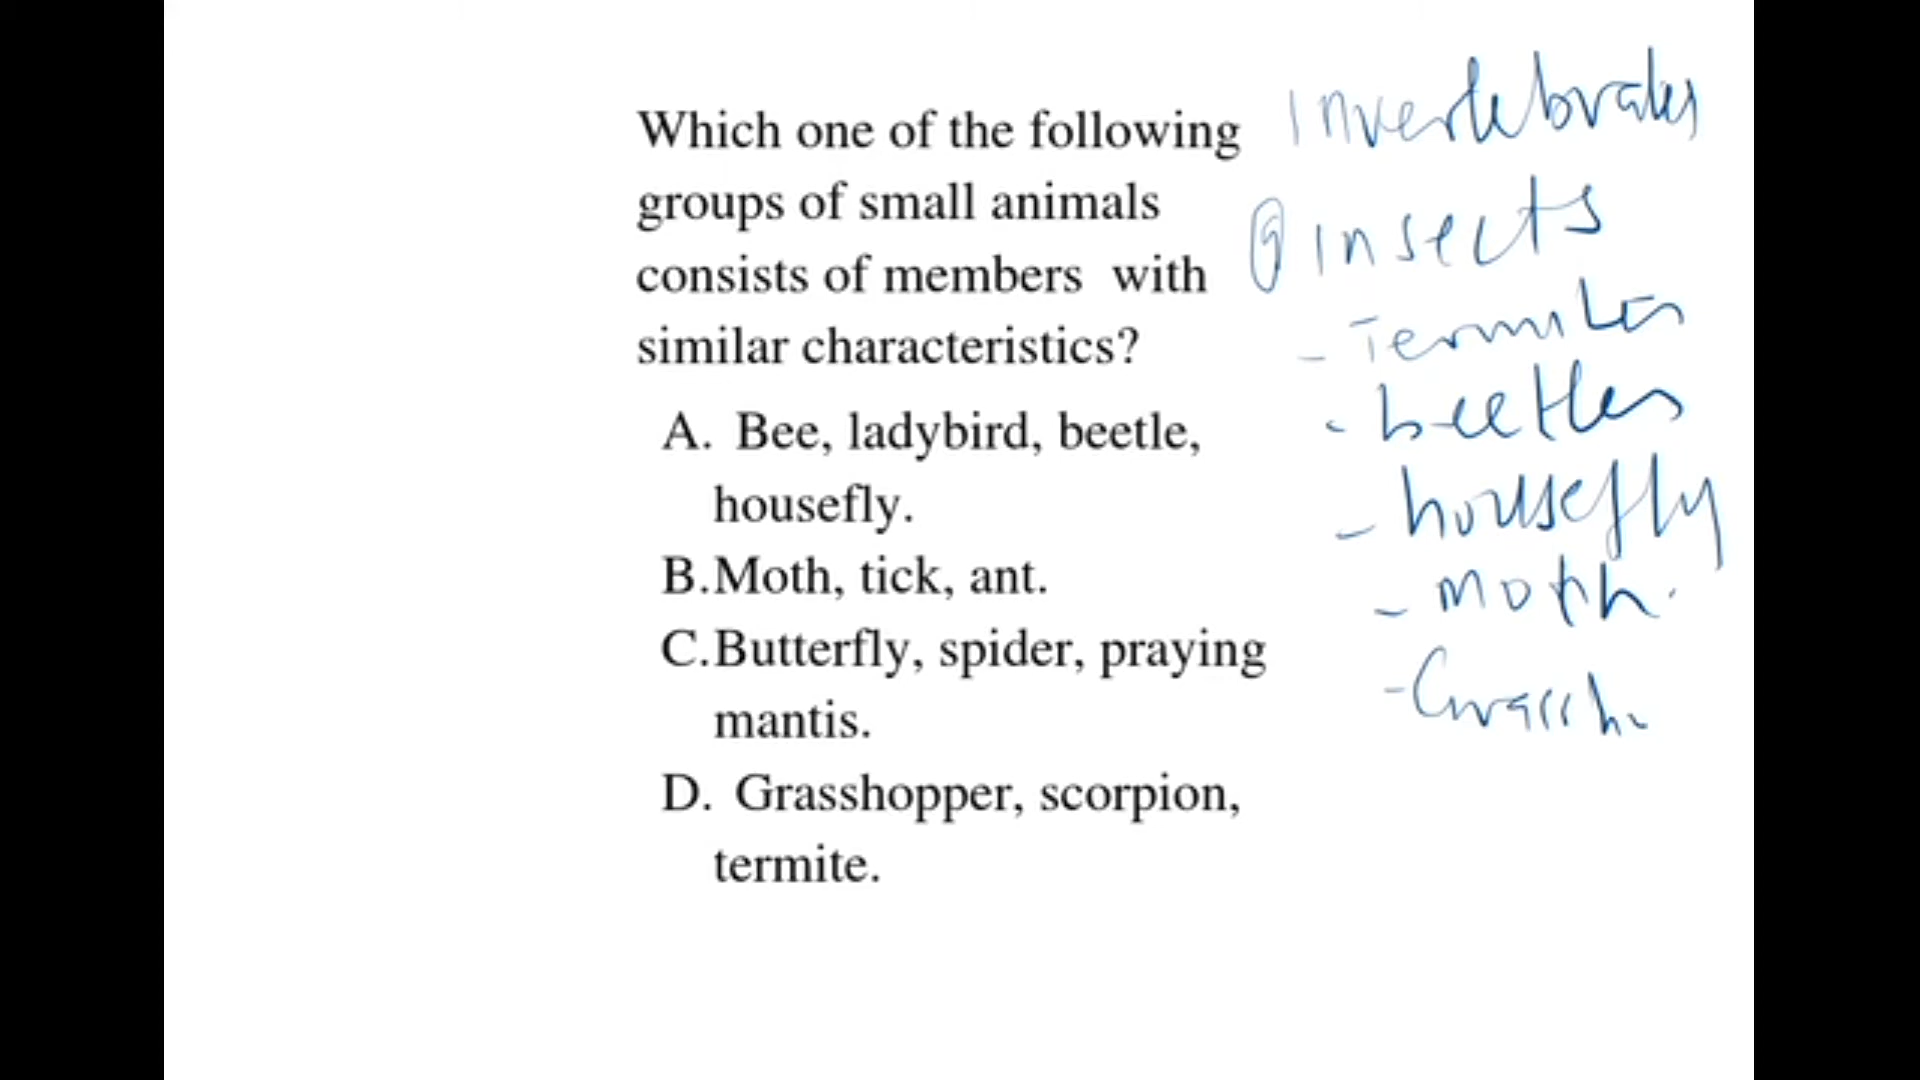 Which one of the following
groups of small animals
consists of members with
similar characteristics?
A. Bee, ladybird, beetle,
housefly.
B.Moth, tick, ant.
C.Butterfly, spider, praying
mantis.
D. Grasshopper, scorpion,
termite.
Invertebrates
insects
- Termites
- beetles
- housefly
- moth.